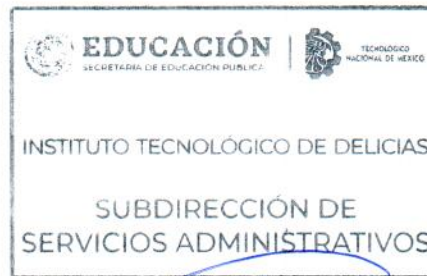 EDUCACIÓN
SECRETARÍA DE EDUCACIÓN PÚBLICA
TECNOLÓGICO
NACIONAL DE MÉXICO
INSTITUTO TECNOLÓGICO DE DELICIAS
SUBDIRECCIÓN DE
SERVICIOS ADMINISTRATIVOS